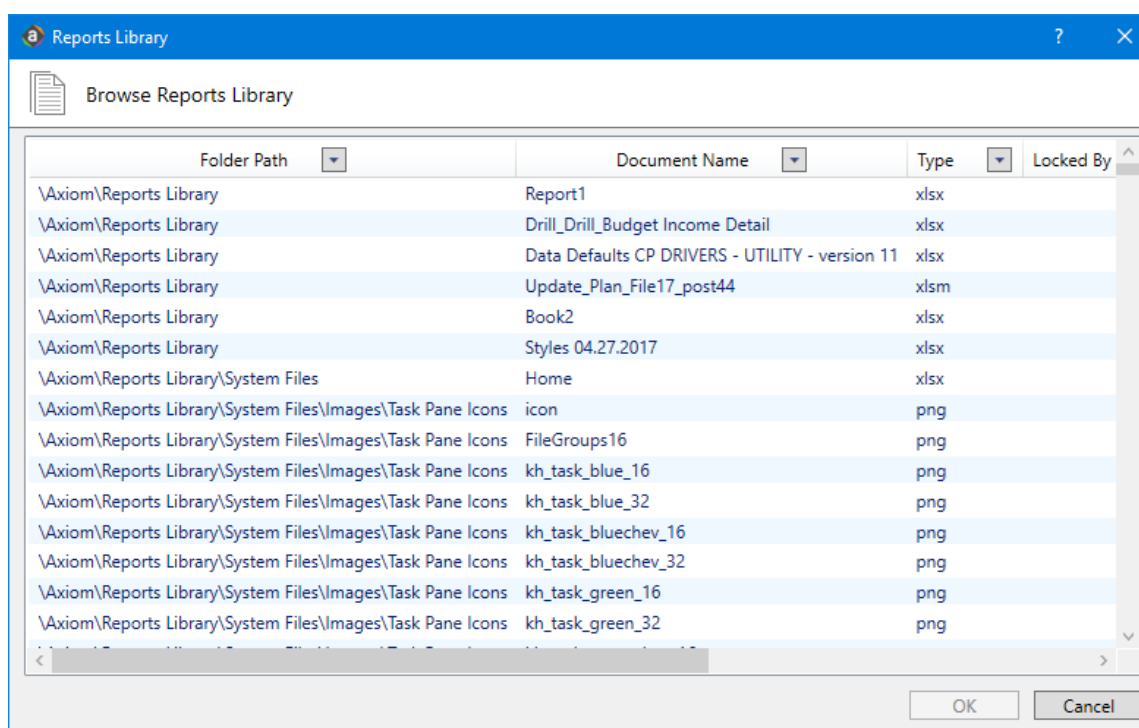 Reports Library ?
Browse Reports Library
Folder Path Document Name Type Locked By
\Axiom\Reports Library Report1 xlsx
\Axiom\Reports Library Drill_Drill_Budget Income Detail xlsx
\Axiom\Reports Library Data Defaults CP DRIVERS - UTILITY - version 11 xlsx
\Axiom\Reports Library Update_Plan_File17_post44 xlsm
\Axiom\Reports Library Book2 xlsx
\Axiom\Reports Library Styles 04.27.2017 xlsx
\Axiom\Reports Library\System Files Home xlsx
\Axiom\Reports Library\System Files\Images\Task Pane Icons icon png
\Axiom\Reports Library\System Files\Images\Task Pane Icons FileGroups16 png
\Axiom\Reports Library\System Files\Images\Task Pane Icons kh_task_blue_16 png
\Axiom\Reports Library\System Files\Images\Task Pane Icons kh_task_blue_32 png
\Axiom\Reports Library\System Files\Images\Task Pane Icons kh_task_bluechev_16 png
\Axiom\Reports Library\System Files\Images\Task Pane Icons kh_task_bluechev_32 png
\Axiom\Reports Library\System Files\Images\Task Pane Icons kh_task_green_16 png
\Axiom\Reports Library\System Files\Images\Task Pane Icons kh_task_green_32 png
OK Cancel